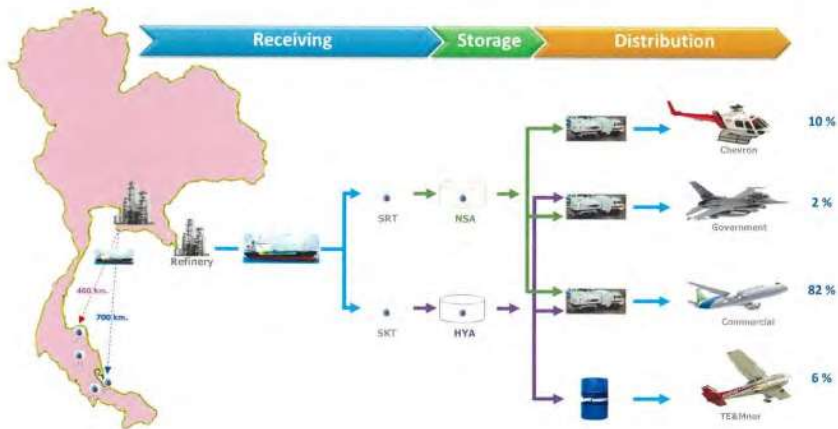 Receiving
Storage
Distribution
Chevron
10 %
SRT
NSA
Government
2 %
Refinery
460 km.
700 km.
SKT
HYA
Commercial
82 %
TE&Mnor
6 %